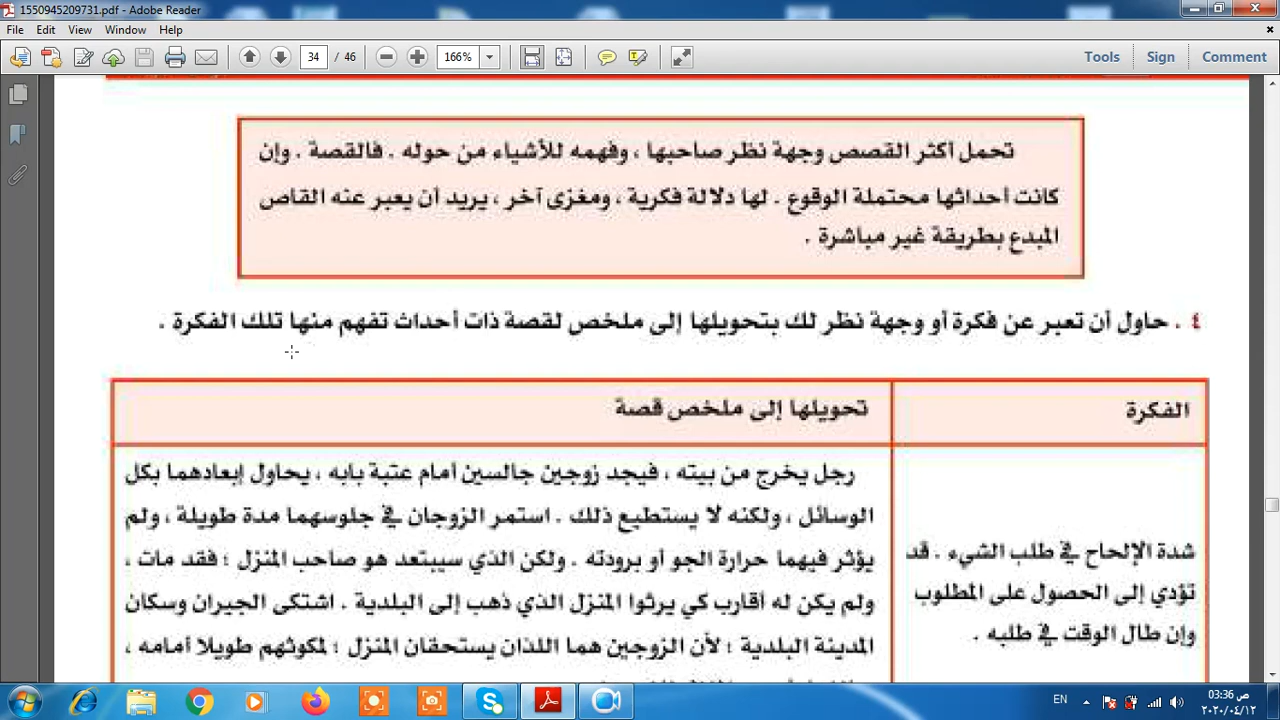 1550945209731.pdf - Adobe Reader
File Edit View Window Help
34 / 46 166% Tools Sign Comment
تحمل أكثر القصص وجهة نظر صاحبها ، وفهمه للأشياء من حوله . فالقصة . وإن
كانت أحداثها محتملة الوقوع . لها دلالة فكرية ، ومغزى آخر ، يريد أن يعبر عنه القاص
المبدع بطريقة غير مباشرة .
٤ . حاول أن تعبر عن فكرة أو وجهة نظر لك بتحويلها إلى ملخص لقصة ذات أحداث تفهم منها تلك الفكرة .
الفكرة
تحويلها إلى ملخص قصة
شدة الإلحاح في طلب الشيء . قد
تؤدي إلى الحصول على المطلوب
وإن طال الوقت في طلبه .
رجل يخرج من بيته ، فيجد زوجين جالسين أمام عتبة بابه ، يحاول إبعادهما بكل
الوسائل ، ولكنه لا يستطيع ذلك . استمر الزوجان في جلوسهما مدة طويلة ، ولم
يؤثر فيهما حرارة الجو أو برودته . ولكن الذي سيبتعد هو صاحب المنزل ؛ فقد مات ،
ولم يكن له أقارب كي يرثوا المنزل الذي ذهب إلى البلدية . اشتكى الجيران وسكان
المدينة البلدية ؛ لأن الزوجين هما اللذان يستحقان المنزل ؛ لمكوثهم طويلا أمامه ،
EN
03:36 ص
٢٠٢٠/٠٤/١٢